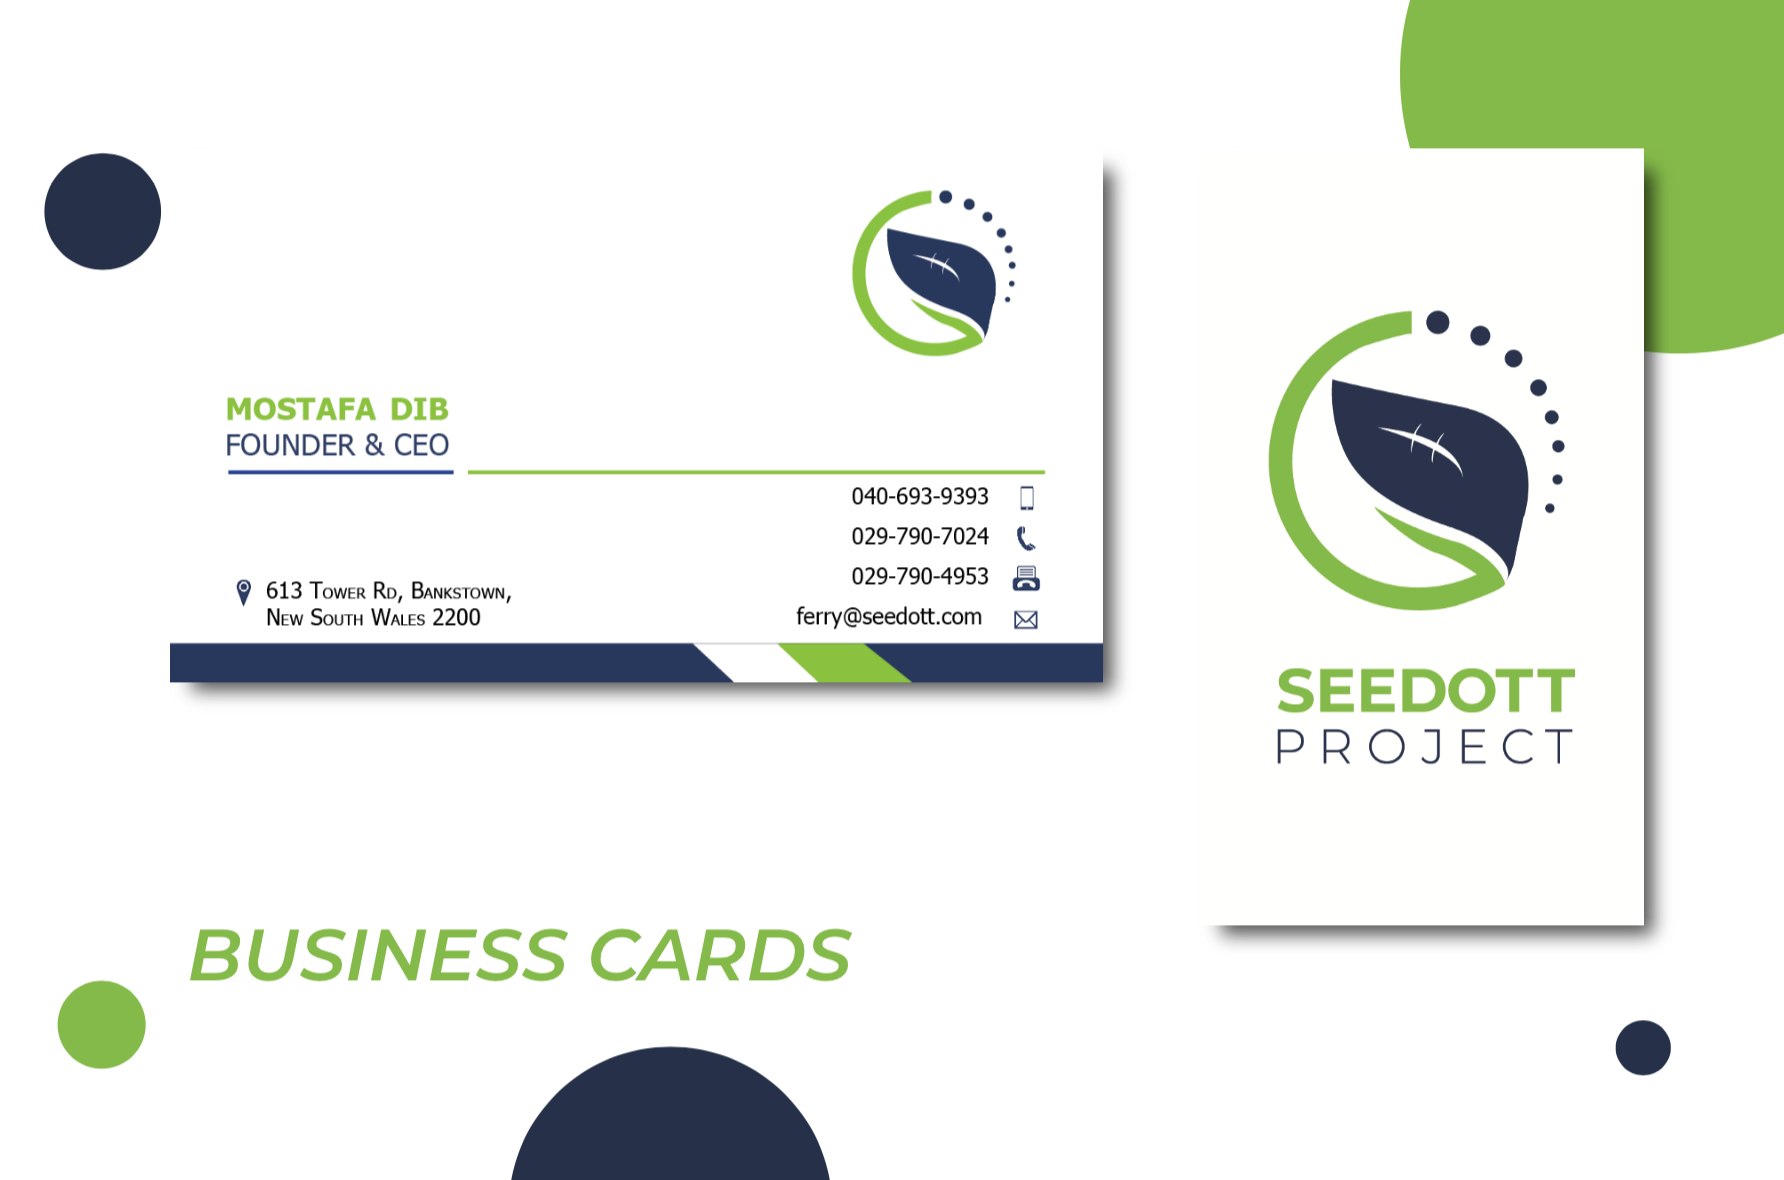 MOSTAFA DIB
FOUNDER & CEO
040-693-9393
029-790-7024
029-790-4953
ferry@seedott.com
613 Tower Rd, Bankstown,
New South Wales 2200
SEEDOTT
PROJECT
BUSINESS CARDS